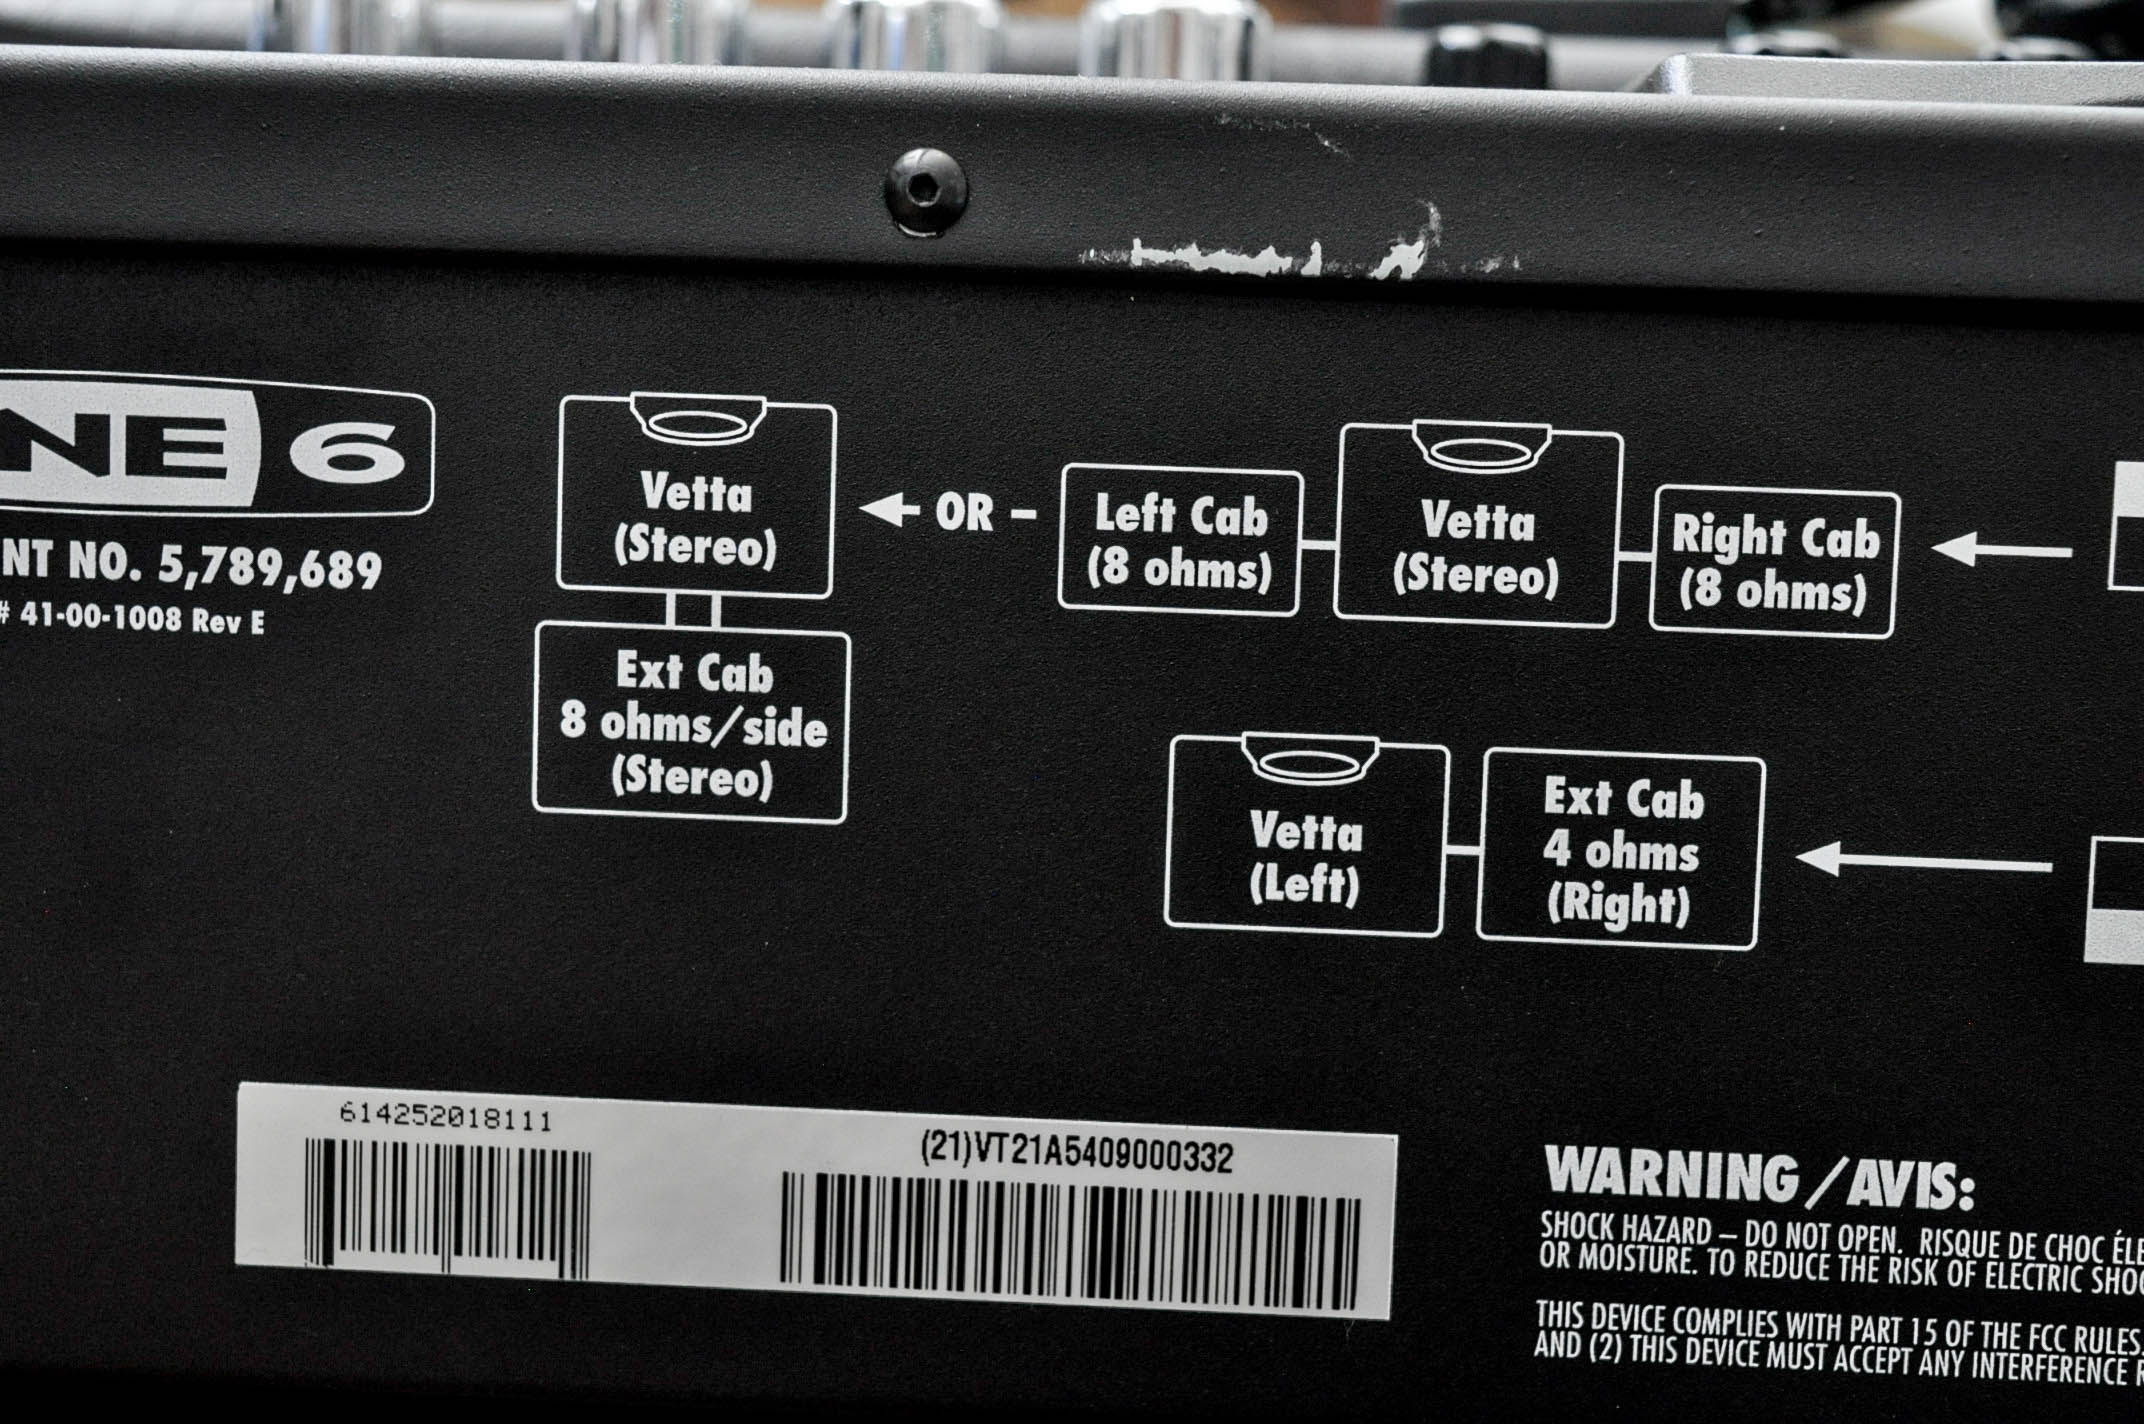 NE 6
NT NO. 5,789,689
# 41-00-1008 Rev E
Vetta
(Stereo)
Ext Cab
8 ohms/side
(Stereo)
OR –
Left Cab
(8 ohms)
Vetta
(Stereo)
Right Cab
(8 ohms)
Vetta
(Left)
Ext Cab
4 ohms
(Right)
614252018111
(21)VT21A5409000332
WARNING/AVIS:
SHOCK HAZARD – DO NOT OPEN. RISQUE DE CHOC ÉLE
OR MOISTURE. TO REDUCE THE RISK OF ELECTRIC SHOC
THIS DEVICE COMPLIES WITH PART 15 OF THE FCC RULES.
AND (2) THIS DEVICE MUST ACCEPT ANY INTERFERENCE R